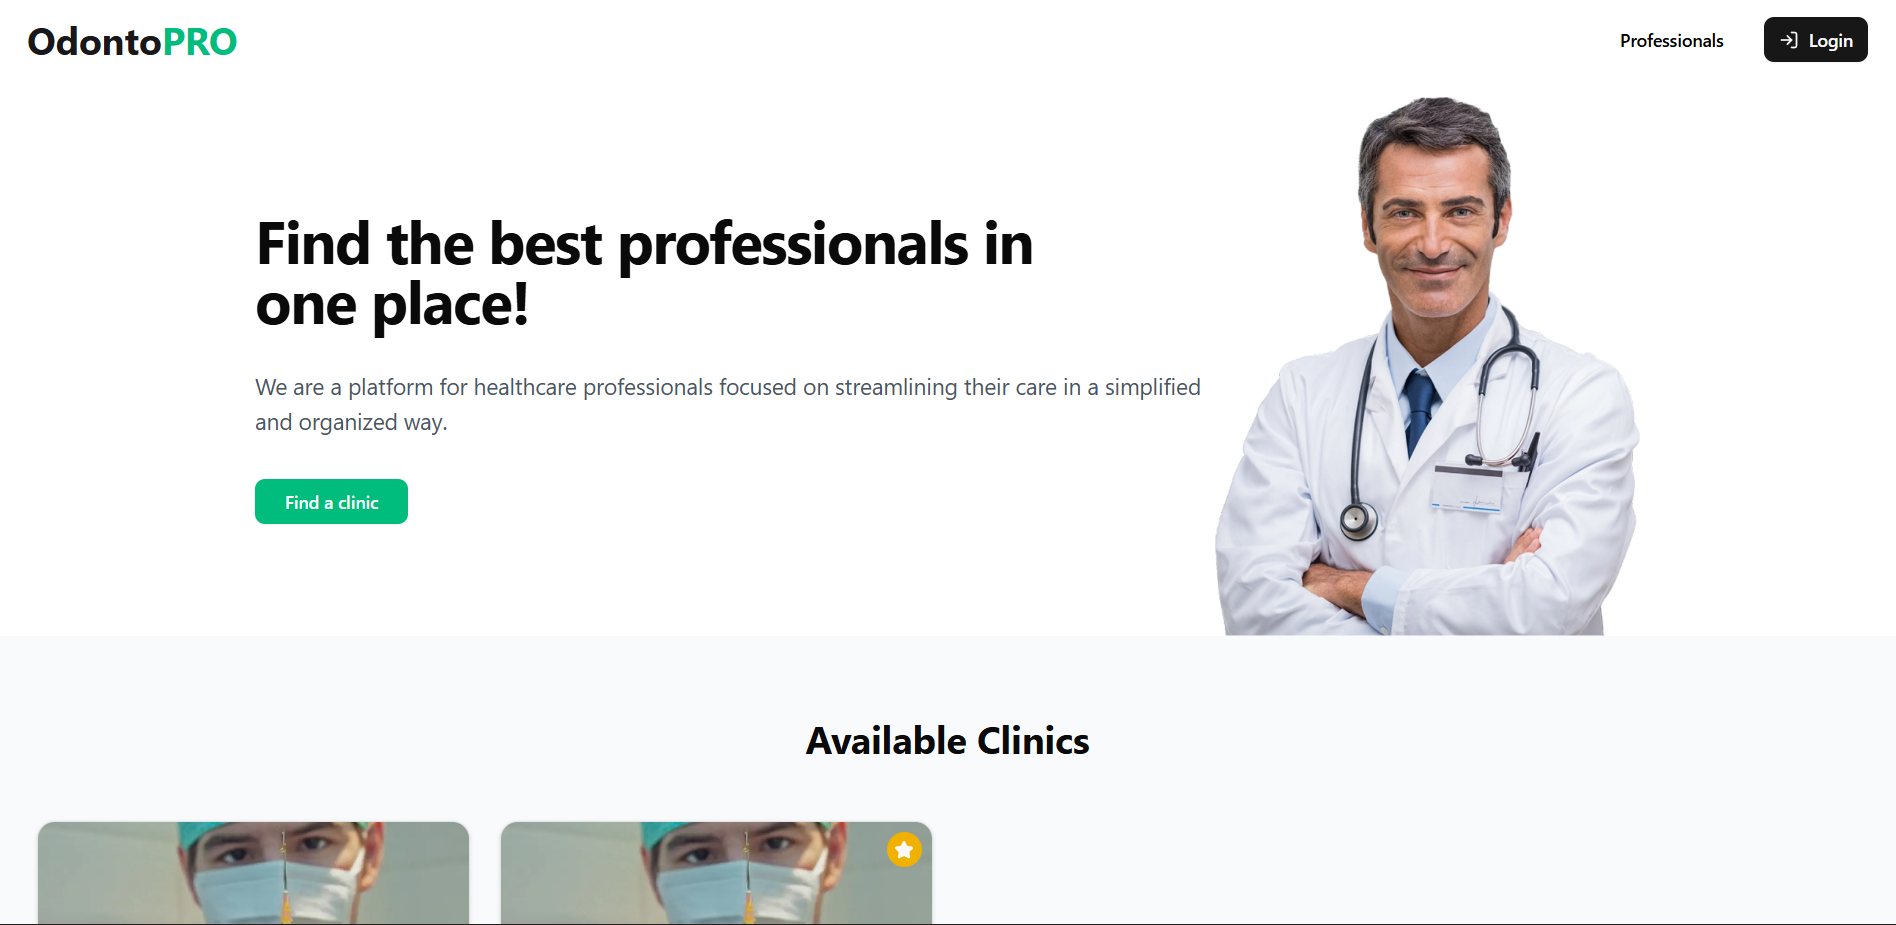 OdontoPRO
Professionals
Login
Find the best professionals in
one place!
We are a platform for healthcare professionals focused on streamlining their care in a simplified
and organized way.
Find a clinic
Available Clinics